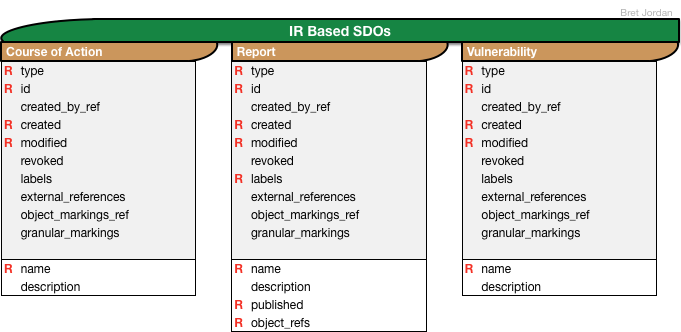 Bret Jordan
IR Based SDOs
Course of Action
R type
R id
created_by_ref
R created
R modified
revoked
labels
external_references
object_markings_ref
granular_markings
R name
description
Report
R type
R id
created_by_ref
R created
R modified
revoked
R labels
external_references
object_markings_ref
granular_markings
R name
description
R published
R object_refs
Vulnerability
R type
R id
created_by_ref
R created
R modified
revoked
labels
external_references
object_markings_ref
granular_markings
R name
description